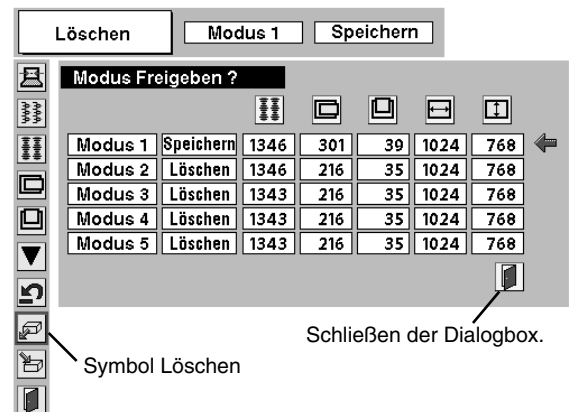 Löschen Modus 1 Speichern
Modus Freigeben ?
Modus 1 Speichern 1346 301 39 1024 768
Modus 2 Löschen 1343 216 35 1024 768
Modus 3 Löschen 1343 216 35 1024 768
Modus 4 Löschen 1343 216 35 1024 768
Modus 5 Löschen 1343 216 35 1024 768
Schließen der Dialogbox.
Symbol Löschen